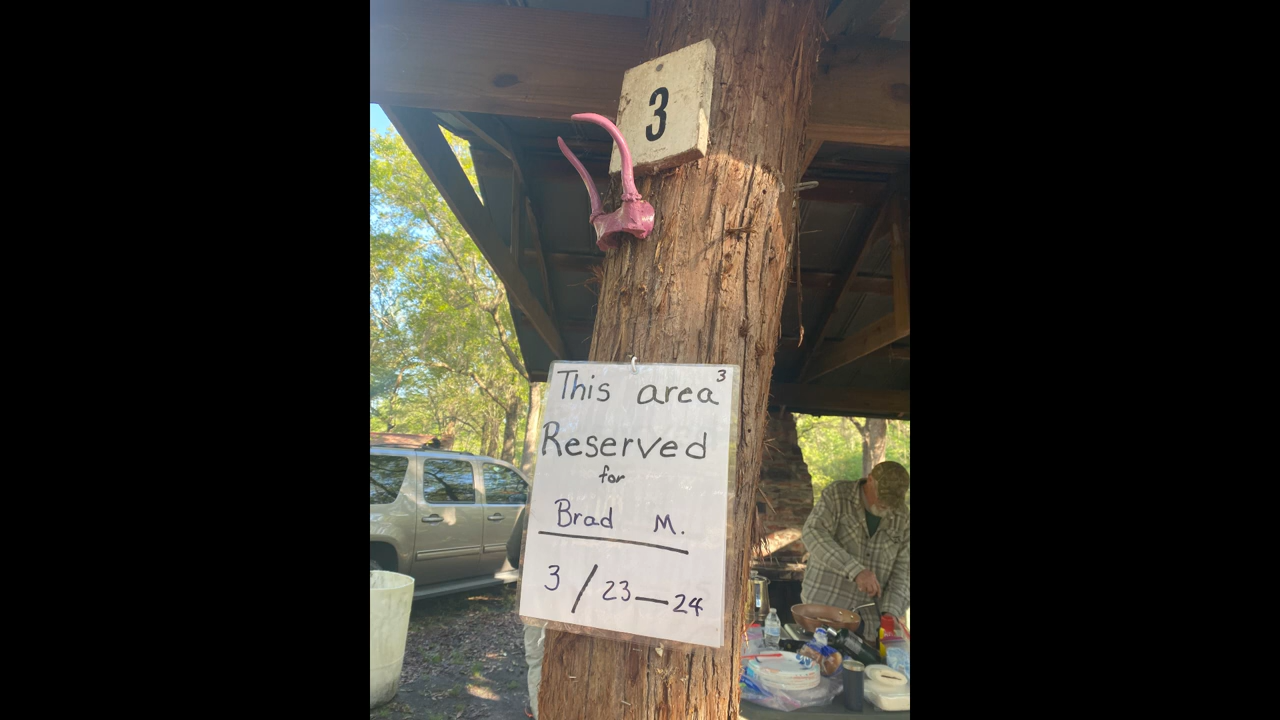 3
This area 3
Reserved
for
Brad M.
3/23—24